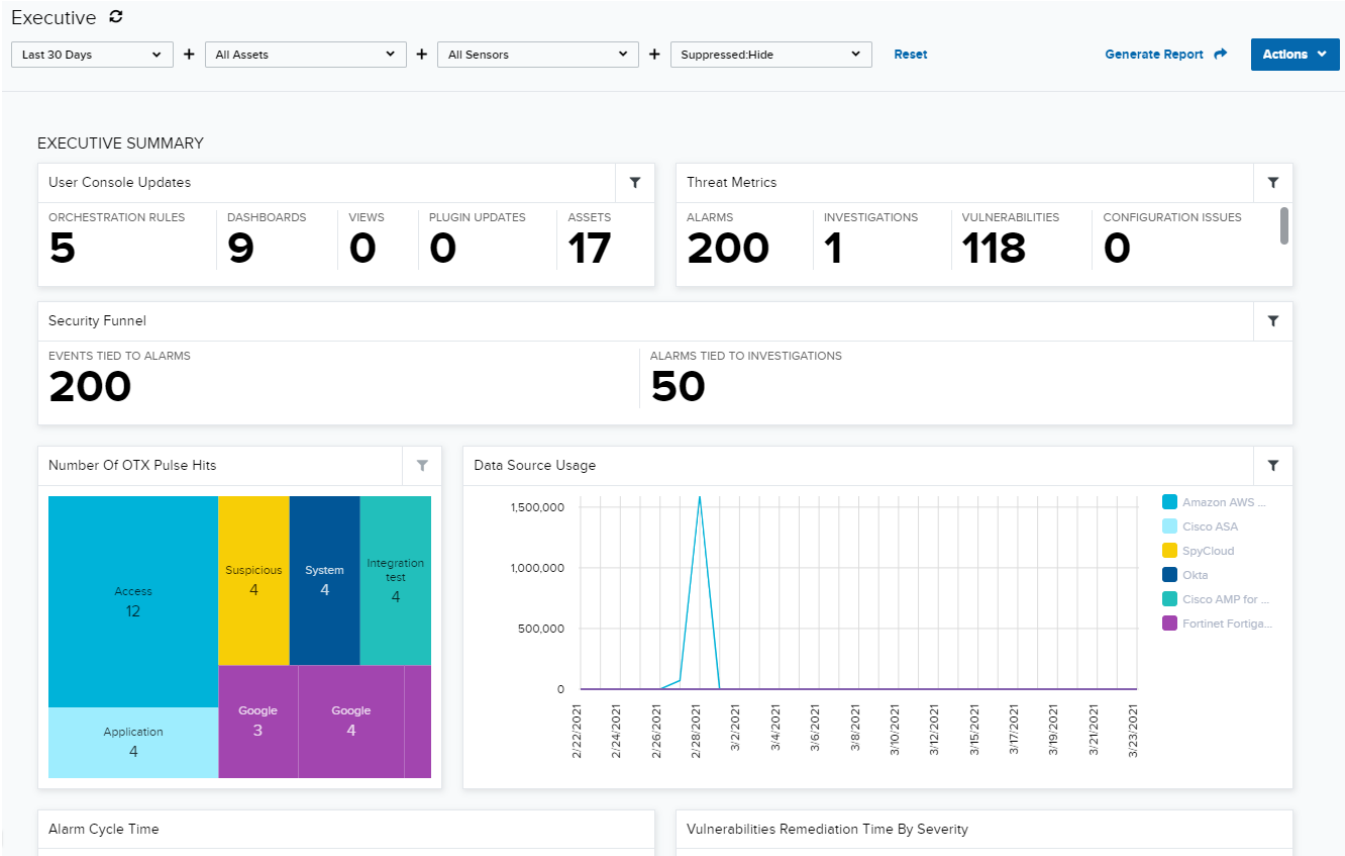 Executive
Last 30 Days + All Assets + All Sensors + Suppressed:Hide Reset Generate Report Actions
EXECUTIVE SUMMARY
User Console Updates
ORCHESTRATION RULES DASHBOARDS VIEWS PLUGIN UPDATES ASSETS
5 9 0 0 17
Threat Metrics
ALARMS INVESTIGATIONS VULNERABILITIES CONFIGURATION ISSUES
200 1 118 0
Security Funnel
EVENTS TIED TO ALARMS ALARMS TIED TO INVESTIGATIONS
200 50
Number Of OTX Pulse Hits
Access
12
Application
4
Suspicious
4
System
4
Integration
test
4
Google
3
Google
4
Data Source Usage
1,500,000
1,000,000
500,000
0
2/22/2021
2/24/2021
2/26/2021
2/28/2021
3/2/2021
3/4/2021
3/6/2021
3/8/2021
3/10/2021
3/12/2021
3/15/2021
3/17/2021
3/19/2021
3/21/2021
3/23/2021
Amazon AWS ...
Cisco ASA
SpyCloud
Okta
Cisco AMP for ...
Fortinet Fortiga...
Alarm Cycle Time
Vulnerabilities Remediation Time By Severity